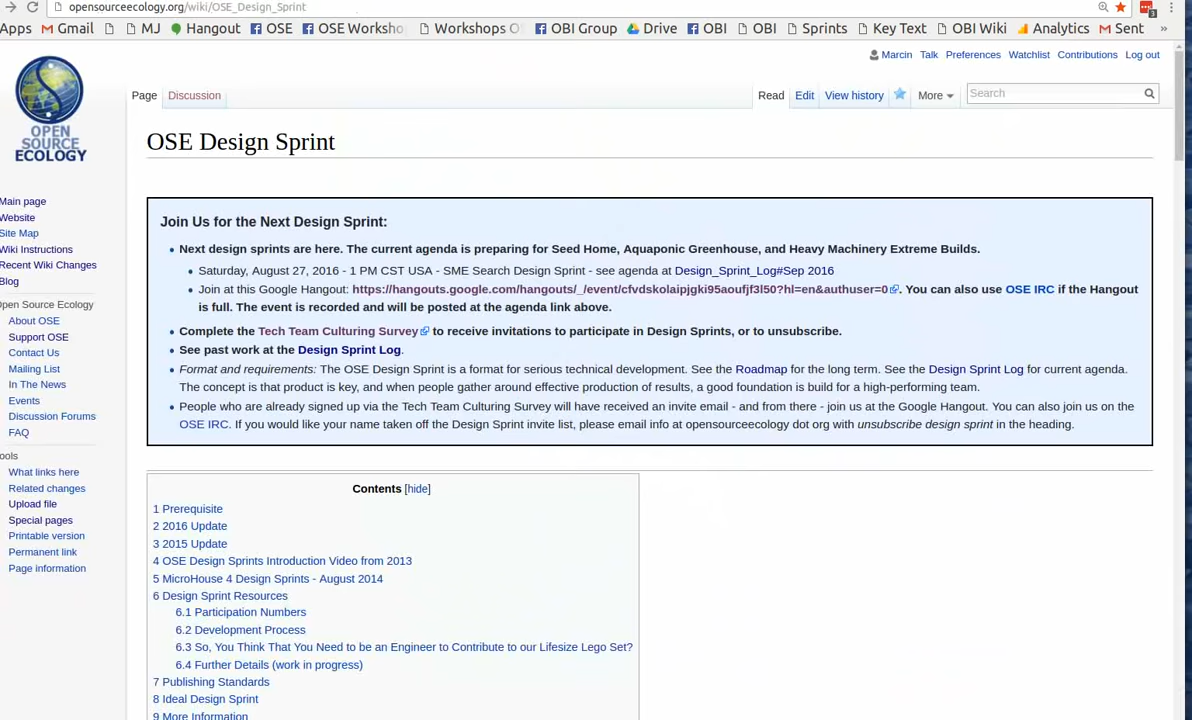 opensourceecology.org/wiki/OSE_Design_Sprint
3
Apps Gmail MJ Hangout OSE OSE Worksho Workshops O OBI Group Drive OBI OBI Sprints Key Text OBI Wiki Analytics Sent »
Marcin Talk Preferences Watchlist Contributions Log out
Page Discussion Read Edit View history More Search
OPEN
SOURCE
ECOLOGY
OSE Design Sprint
Main page
Website
Site Map
Wiki Instructions
Recent Wiki Changes
Blog
Open Source Ecology
About OSE
Support OSE
Contact Us
Mailing List
In The News
Events
Discussion Forums
FAQ
ools
What links here
Related changes
Upload file
Special pages
Printable version
Permanent link
Page information
Join Us for the Next Design Sprint:
Next design sprints are here. The current agenda is preparing for Seed Home, Aquaponic Greenhouse, and Heavy Machinery Extreme Builds.
Saturday, August 27, 2016 - 1 PM CST USA - SME Search Design Sprint - see agenda at Design_Sprint_Log#Sep 2016
Join at this Google Hangout: https://hangouts.google.com/hangouts/_/event/cfvdskolaipjgki95aoufjf3l50?hl=en&authuser=0. You can also use OSE IRC if the Hangout
is full. The event is recorded and will be posted at the agenda link above.
Complete the Tech Team Culturing Survey to receive invitations to participate in Design Sprints, or to unsubscribe.
See past work at the Design Sprint Log.
Format and requirements: The OSE Design Sprint is a format for serious technical development. See the Roadmap for the long term. See the Design Sprint Log for current agenda.
The concept is that product is key, and when people gather around effective production of results, a good foundation is build for a high-performing team.
People who are already signed up via the Tech Team Culturing Survey will have received an invite email - and from there - join us at the Google Hangout. You can also join us on the
OSE IRC. If you would like your name taken off the Design Sprint invite list, please email info at opensourceecology dot org with unsubscribe design sprint in the heading.
Contents [hide]
1 Prerequisite
2 2016 Update
3 2015 Update
4 OSE Design Sprints Introduction Video from 2013
5 MicroHouse 4 Design Sprints - August 2014
6 Design Sprint Resources
6.1 Participation Numbers
6.2 Development Process
6.3 So, You Think That You Need to be an Engineer to Contribute to our Lifesize Lego Set?
6.4 Further Details (work in progress)
7 Publishing Standards
8 Ideal Design Sprint
9 More Information